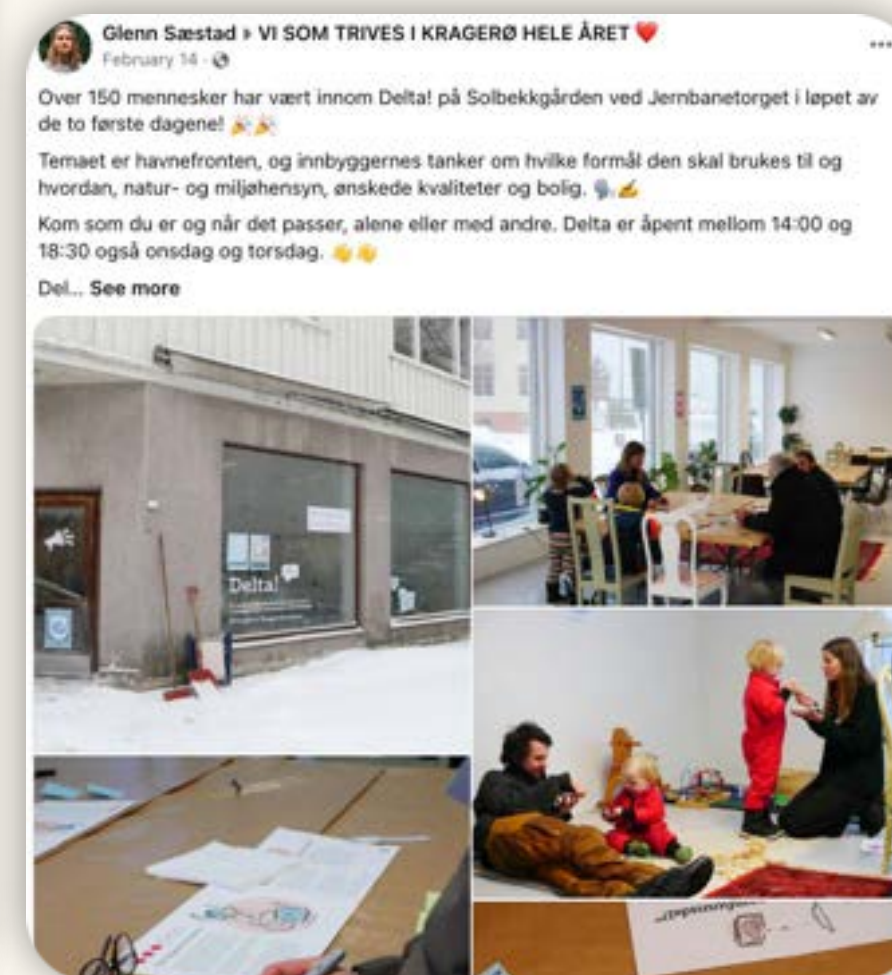 Glenn Sæstad ▸ VI SOM TRIVES I KRAGERØ HELE ÅRET ❤️
February 14 ·
Over 150 mennesker har vært innom Delta! på Solbekkgården ved Jernbanetorget i løpet av
de to første dagene! 🎉🎉
Temaet er havnefronten, og innbyggernes tanker om hvilke formål den skal brukes til og
hvordan, natur- og miljøhensyn, ønskede kvaliteter og bolig. 🗣️✍️
Kom som du er og når det passer, alene eller med andre. Delta er åpent mellom 14:00 og
18:30 også onsdag og torsdag. 👏👏
Del... See more
Delta!